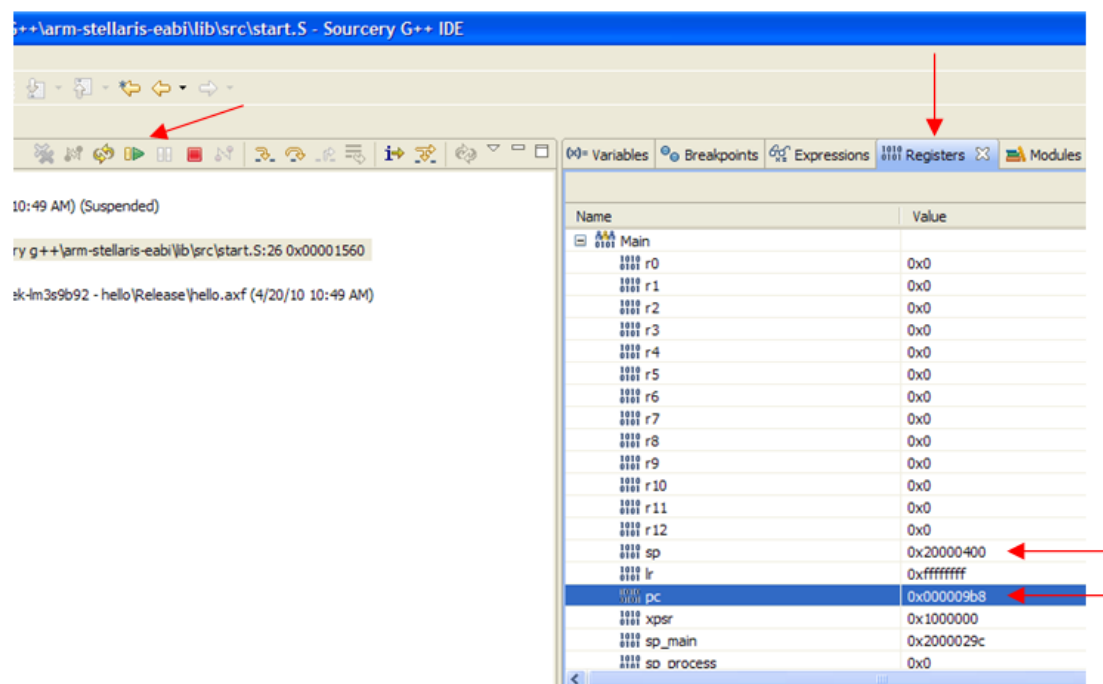 G++\arm-stellaris-eabi\lib\src\start.S - Sourcery G++ IDE
(x)= Variables Breakpoints Expressions Registers Modules
10:49 AM) (Suspended)
ry g++\arm-stellaris-eabi\lib\src\start.S:26 0x00001560
ek-lm3s9b92 - hello\Release\hello.axf (4/20/10 10:49 AM)
Name Value
Main
r0 0x0
r1 0x0
r2 0x0
r3 0x0
r4 0x0
r5 0x0
r6 0x0
r7 0x0
r8 0x0
r9 0x0
r10 0x0
r11 0x0
r12 0x0
sp 0x20000400
lr 0xffffffff
pc 0x000009b8
xpsr 0x1000000
sp_main 0x2000029c
sp_process 0x0